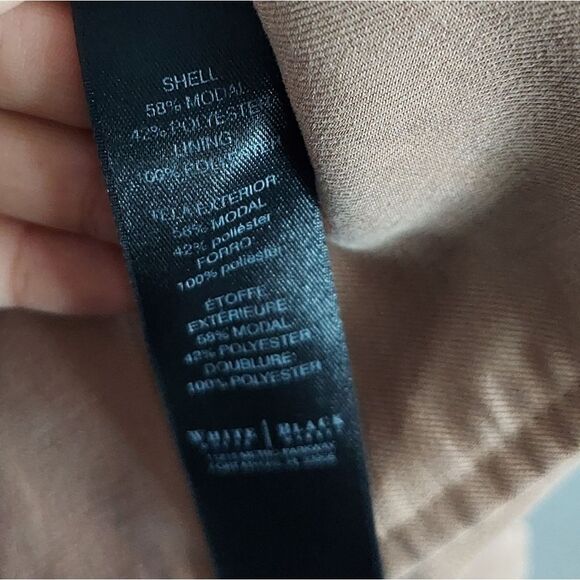 SHELL
58% MODAL
42% POLYESTER
LINING
100% POLYESTER
TELA EXTERIOR:
58% MODAL
42% poliéster
FORRO:
100% poliéster
ÉTOFFE
EXTÉRIEURE:
58% MODAL
42% POLYESTER
DOUBLURE:
100% POLYESTER
WHITE | BLACK
MARKET